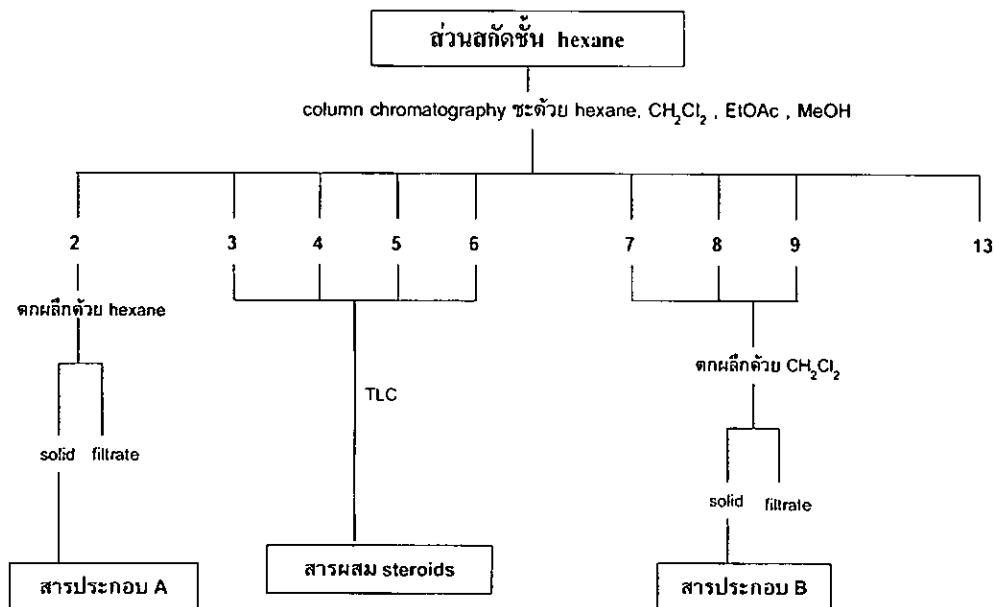 ส่วนสกัดชั้น hexane
column chromatography ชะด้วย hexane, CH₂Cl₂ , EtOAc , MeOH
2 3 4 5 6 7 8 9 13
ตกผลึกด้วย hexane
ตกผลึกด้วย CH₂Cl₂
TLC
solid filtrate
solid filtrate
สารประกอบ A
สารผสม steroids
สารประกอบ B